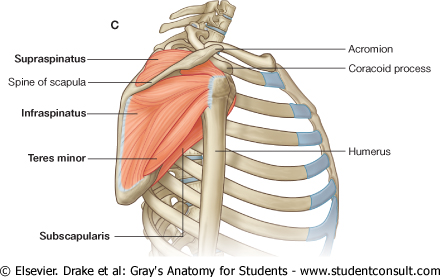 C
Supraspinatus
Spine of scapula
Infraspinatus
Teres minor
Subscapularis
Acromion
Coracoid process
Humerus
© Elsevier. Drake et al: Gray's Anatomy for Students - www.studentconsult.com